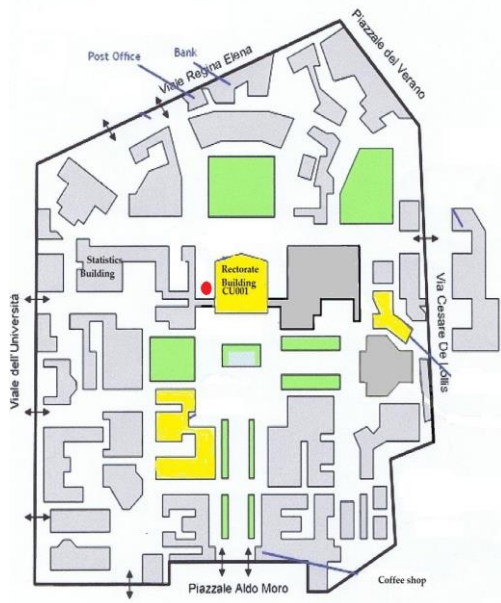 Piazzale del Verano
Bank
Post Office
Viale Regina Elena
Statistics
Building
Rectorate
Building
CU001
Via Cesare De Lollis
Viale dell'Università
Coffee shop
Piazzale Aldo Moro